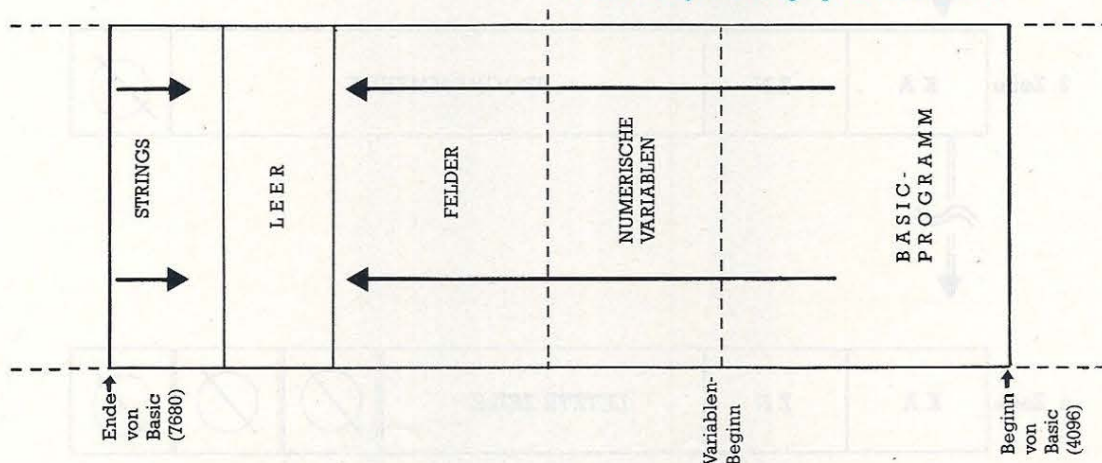 STRINGS
LEER
FELDER
NUMERISCHE
VARIABLEN
BASIC-
PROGRAMM
Ende
von
Basic
(7680)
Variablen-
Beginn
Beginn
von
Basic
(4096)